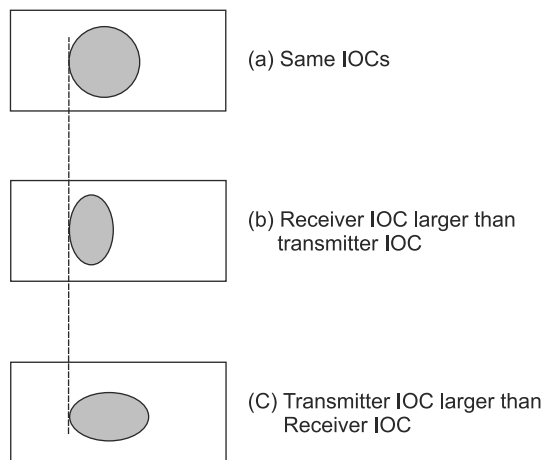 (a) Same IOCs
(b) Receiver IOC larger than
transmitter IOC
(C) Transmitter IOC larger than
Receiver IOC